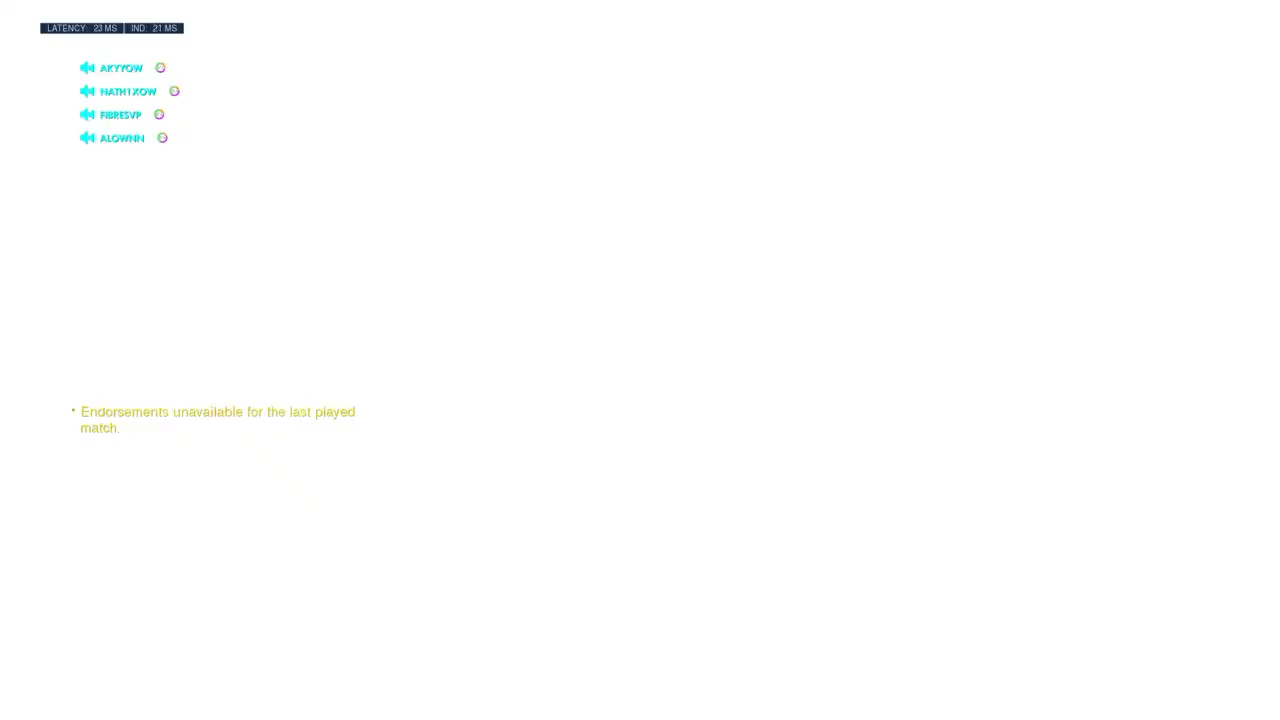 LATENCY: 23 MS | IND: 21 MS
AKYYOW
NATH1XOW
FIBRESVP
ALOWNN
• Endorsements unavailable for the last played
match.